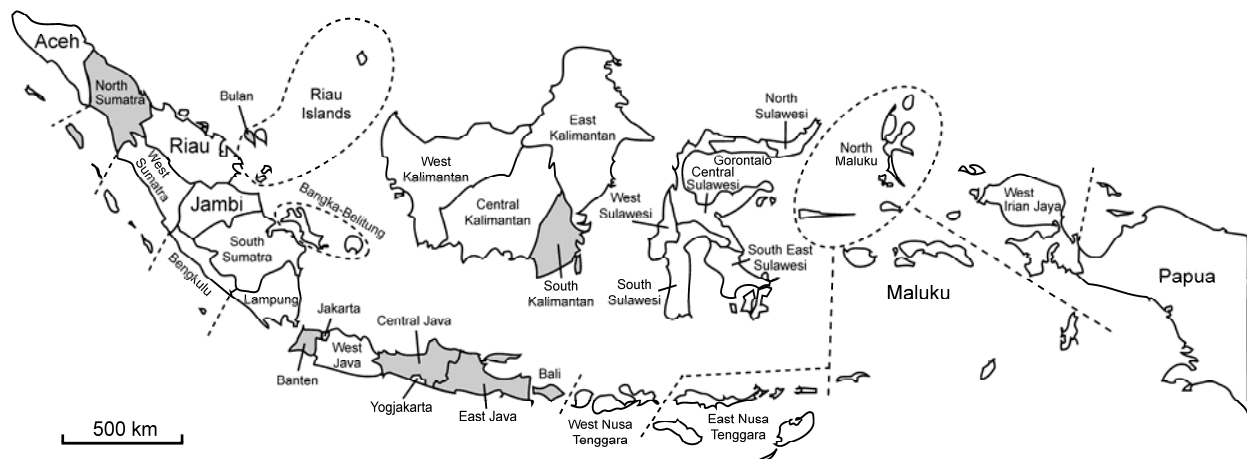 Aceh
North
Sumatra
Bulan
Riau
Islands
Riau
West
Sumatra
Jambi
Bangka-Belitung
South
Sumatra
Bengkulu
Lampung
Jakarta
Banten
West
Java
Central Java
Yogjakarta
East Java
Bali
West
Kalimantan
Central
Kalimantan
East
Kalimantan
South
Kalimantan
North
Sulawesi
Gorontalo
Central
Sulawesi
West
Sulawesi
South East
Sulawesi
South
Sulawesi
North
Maluku
Maluku
West
Irian Jaya
Papua
West Nusa
Tenggara
East Nusa
Tenggara
500 km